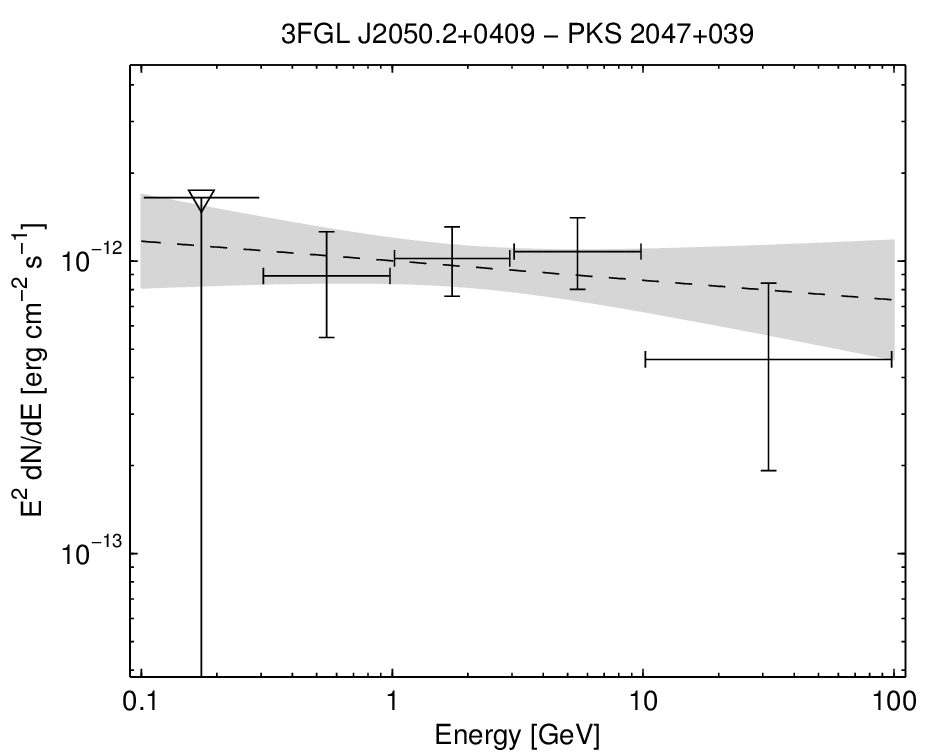 3FGL J2050.2+0409 − PKS 2047+039
E² dN/dE [erg cm⁻² s⁻¹]
10⁻¹²
10⁻¹³
0.1 1 10 100
Energy [GeV]